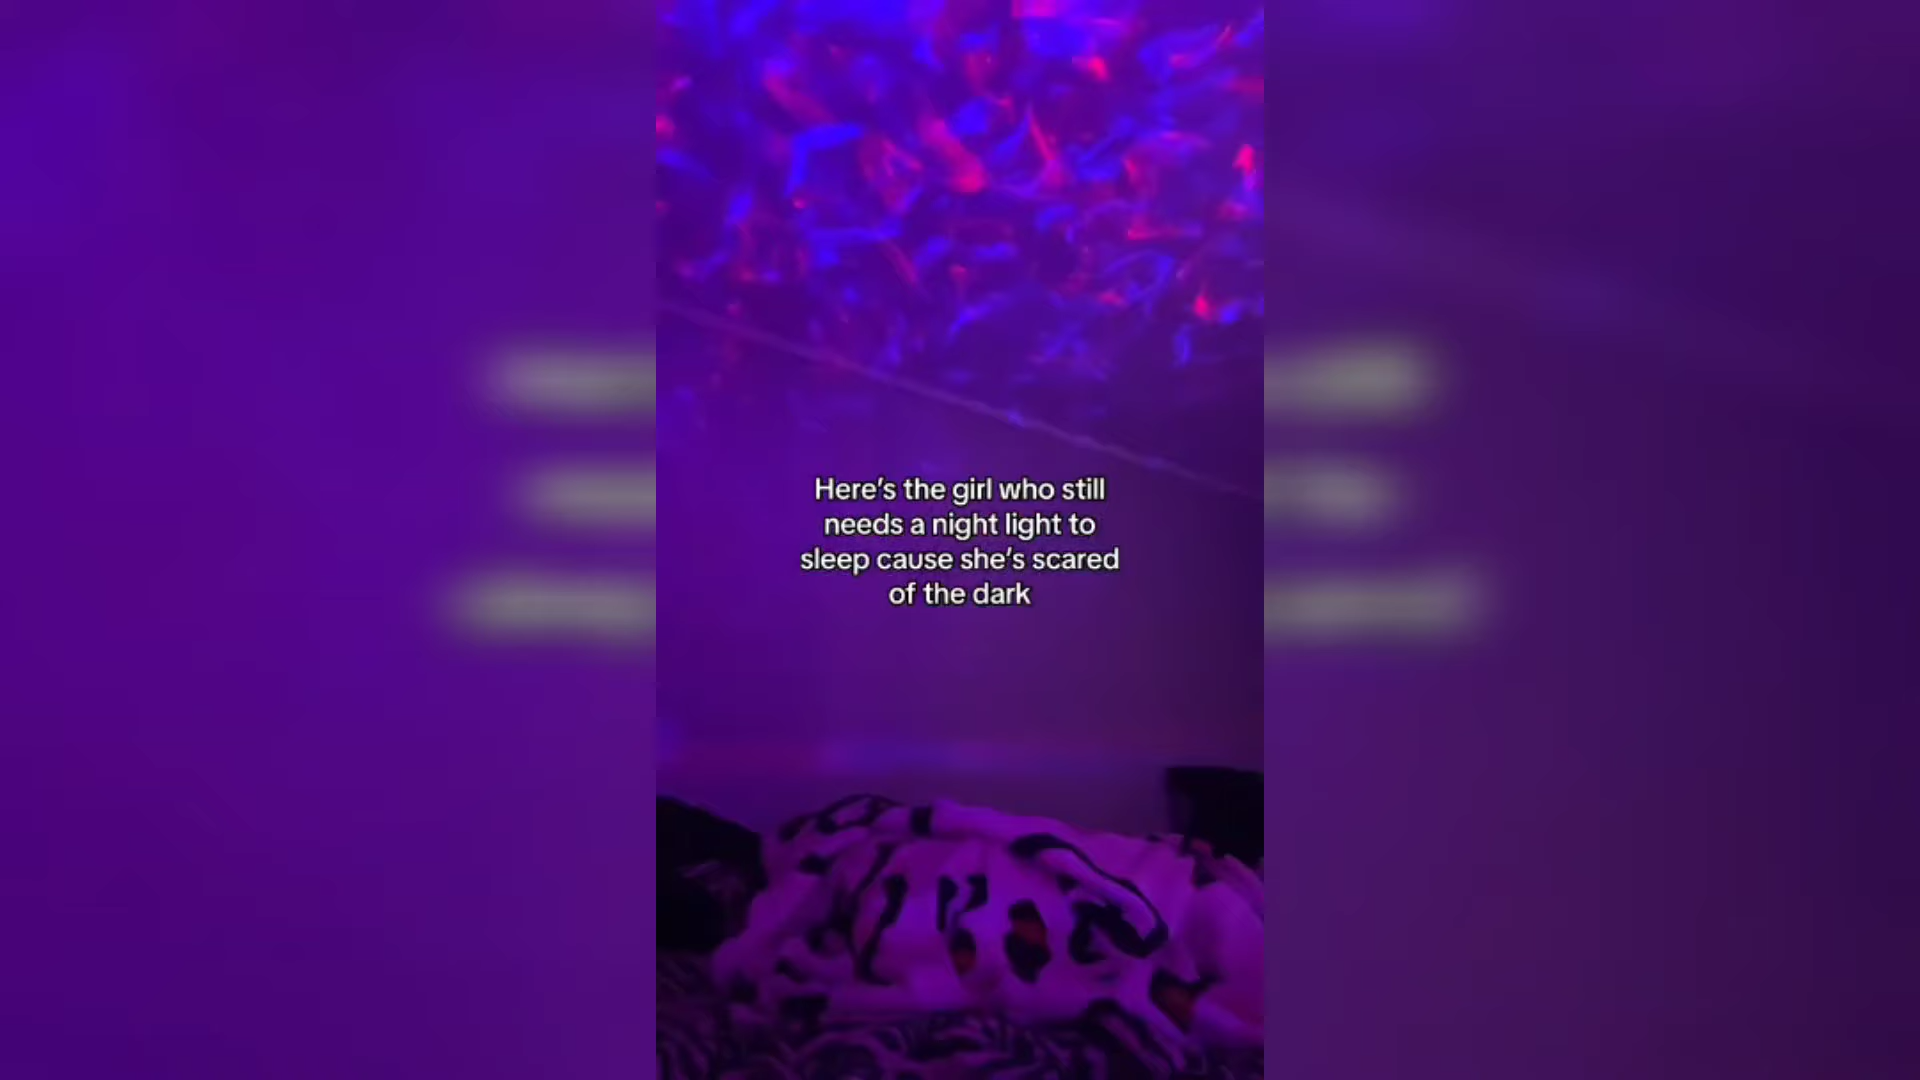 Here's the girl who still
needs a night light to
sleep cause she's scared
of the dark